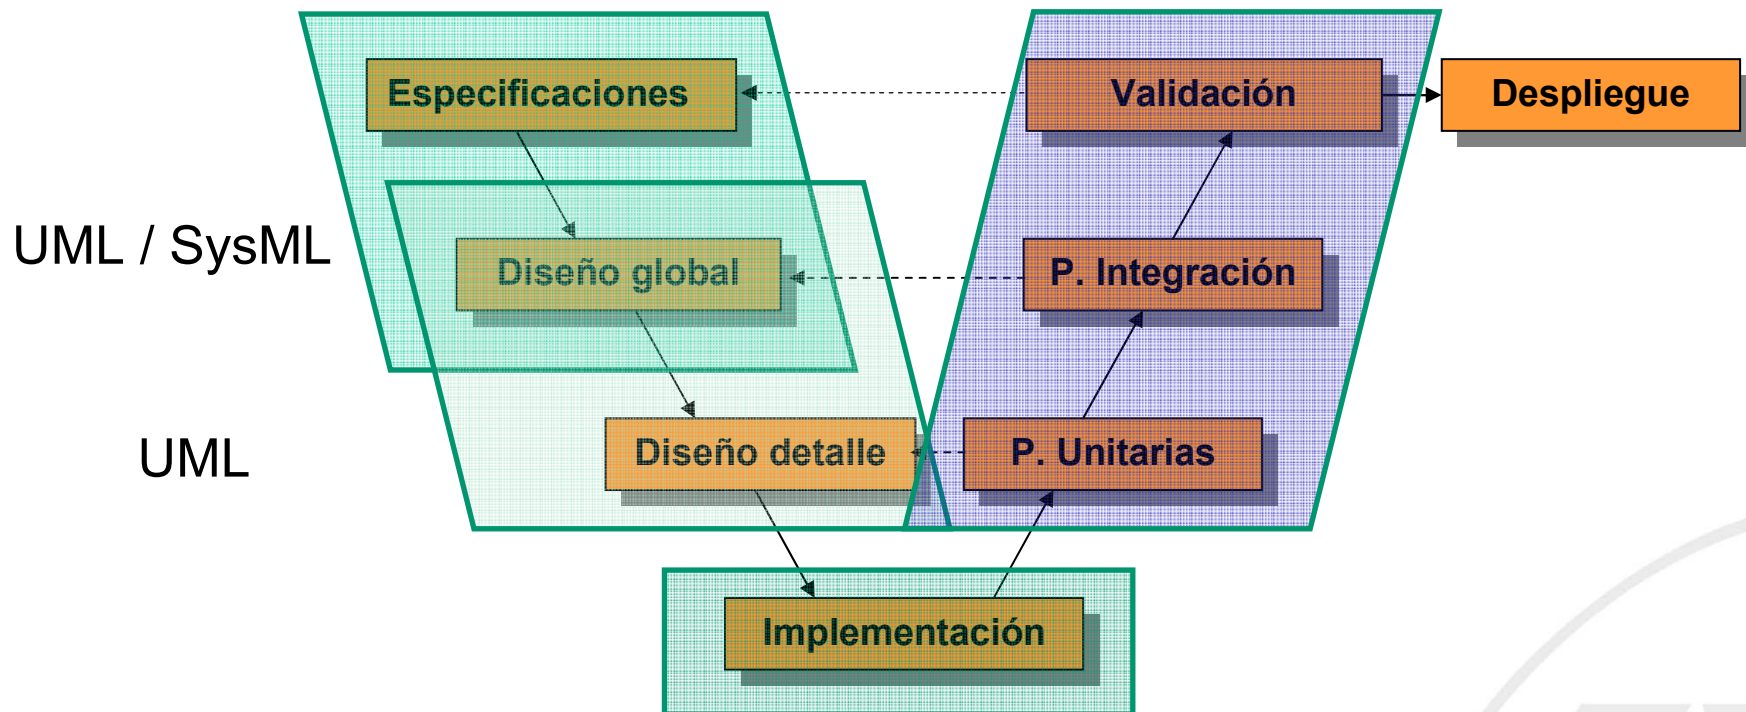 Especificaciones
Validación
Despliegue
UML / SysML
Diseño global
P. Integración
UML
Diseño detalle
P. Unitarias
Implementación